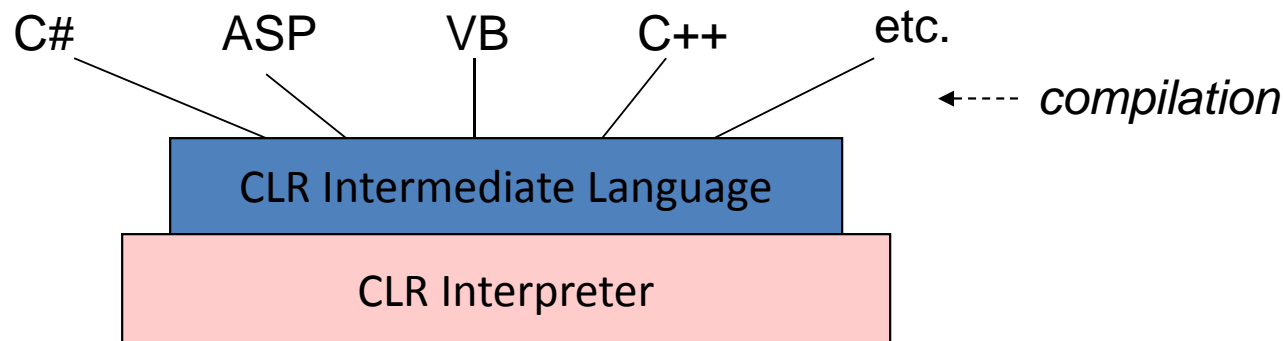 C# ASP VB C++ etc.
compilation
CLR Intermediate Language
CLR Interpreter